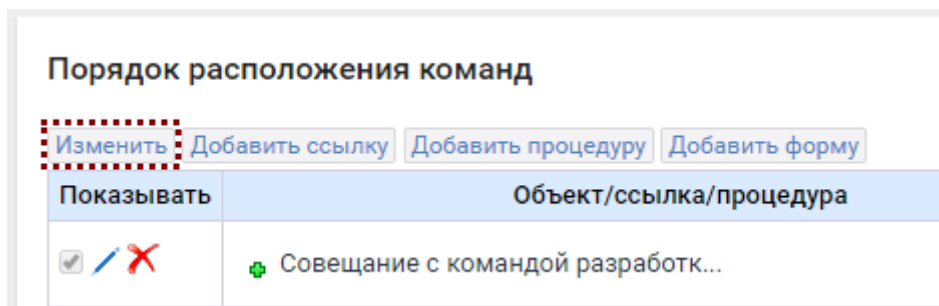 Порядок расположения команд
Изменить Добавить ссылку Добавить процедуру Добавить форму
Показывать Объект/ссылка/процедура
Совещание с командой разработк...